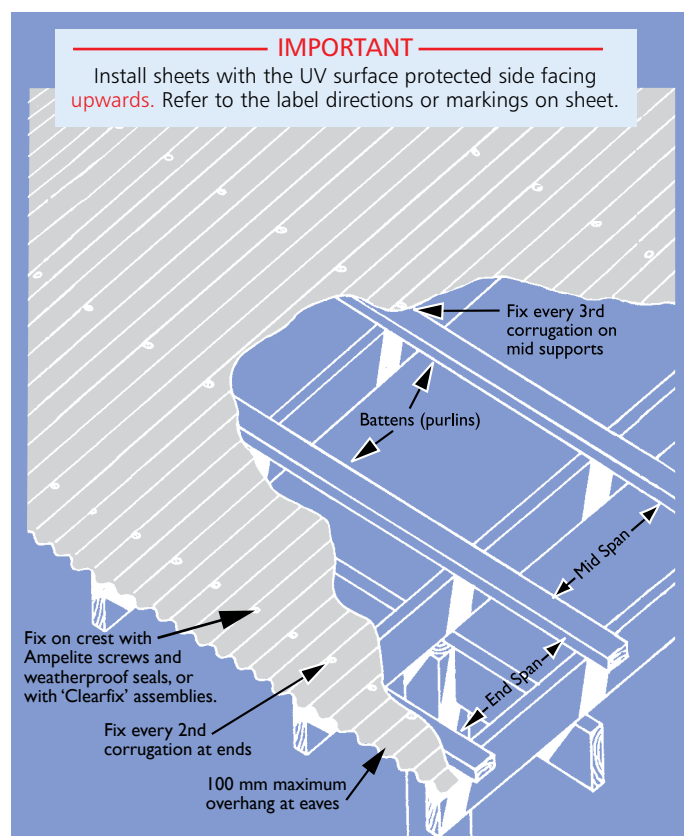 IMPORTANT
Install sheets with the UV surface protected side facing
upwards. Refer to the label directions or markings on sheet.
Fix every 3rd
corrugation on
mid supports
Battens (purlins)
Mid Span
End Span
Fix on crest with
Ampelite screws and
weatherproof seals, or
with ‘Clearfix’ assemblies.
Fix every 2nd
corrugation at ends
100 mm maximum
overhang at eaves